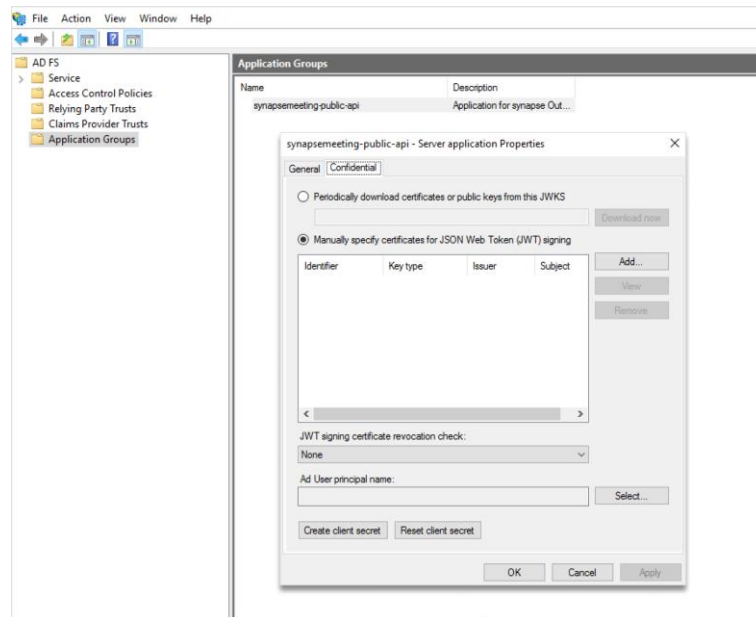 File Action View Window Help
AD FS
Service
Access Control Policies
Relying Party Trusts
Claims Provider Trusts
Application Groups
Application Groups
Name Description
synapsemeeting-public-api Application for synapse Out...
synapsemeeting-public-api - Server application Properties
General Confidential
Periodically download certificates or public keys from this JWKS
Download now
Manually specify certificates for JSON Web Token (JWT) signing
Identifier Key type Issuer Subject
Add...
View
Remove
JWT signing certificate revocation check:
None
Ad User principal name:
Select...
Create client secret Reset client secret
OK Cancel Apply